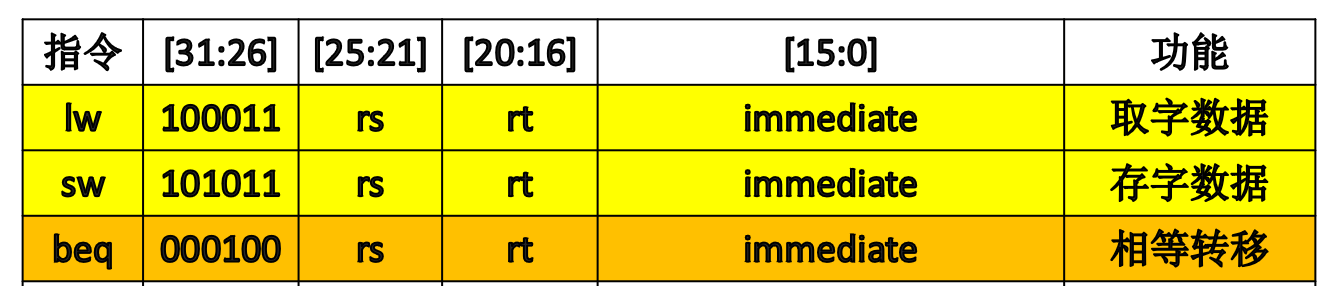 指令 [31:26] [25:21] [20:16] [15:0] 功能
lw 100011 rs rt immediate 取字数据
sw 101011 rs rt immediate 存字数据
beq 000100 rs rt immediate 相等转移